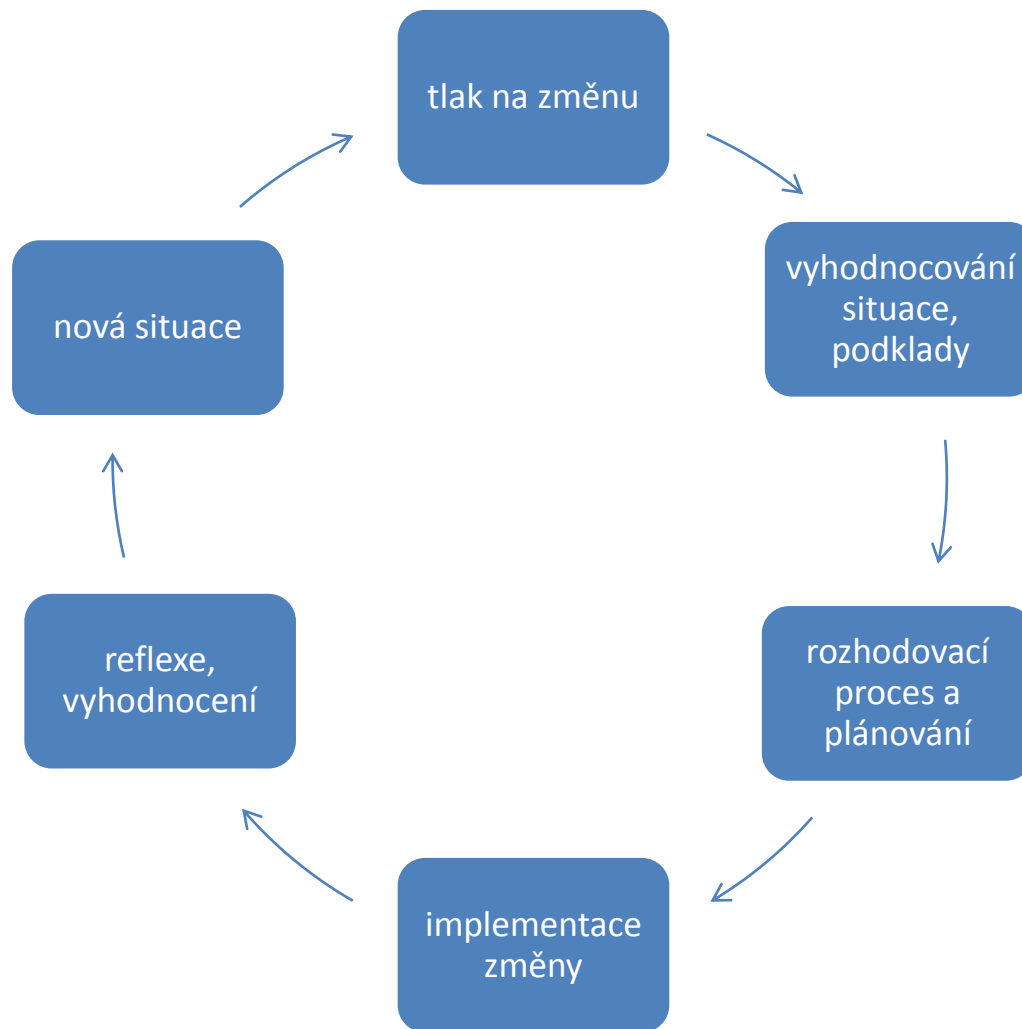 tlak na změnu
vyhodnocování
situace,
podklady
rozhodovací
proces a
plánování
implementace
změny
reflexe,
vyhodnocení
nová situace